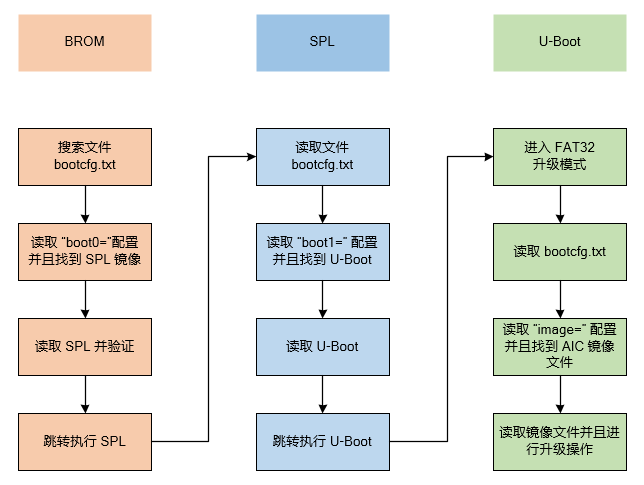 BROM
SPL
U-Boot
搜索文件
bootcfg.txt
读取 “boot0=”配置
并且找到 SPL 镜像
读取 SPL 并验证
跳转执行 SPL
读取文件
bootcfg.txt
读取 “boot1=“ 配置
并且找到 U-Boot
读取 U-Boot
跳转执行 U-Boot
进入 FAT32
升级模式
读取 bootcfg.txt
读取 “image=“ 配置
并且找到 AIC 镜像
文件
读取镜像文件并且进
行升级操作